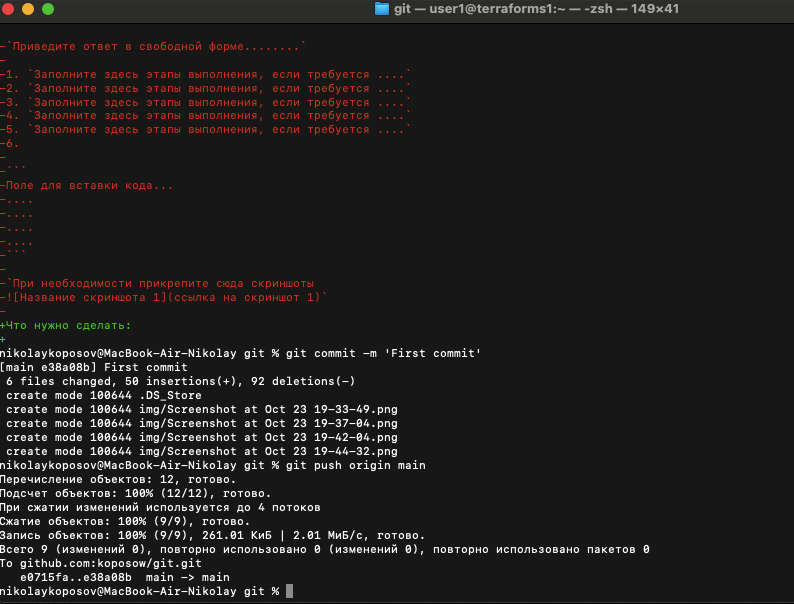 git — user1@terraforms1:~ — -zsh — 149×41
-`Приведите ответ в свободной форме........`
-
-1. `Заполните здесь этапы выполнения, если требуется ....`
-2. `Заполните здесь этапы выполнения, если требуется ....`
-3. `Заполните здесь этапы выполнения, если требуется ....`
-4. `Заполните здесь этапы выполнения, если требуется ....`
-5. `Заполните здесь этапы выполнения, если требуется ....`
-6.
-
-```
-Поле для вставки кода...
-....
-....
-....
-....
-```
-
-`При необходимости прикрепите сюда скриншоты
-![Название скриншота 1](ссылка на скриншот 1)`
-
+Что нужно сделать:
+
nikolaykoposov@MacBook-Air-Nikolay git % git commit -m 'First commit'
[main e38a08b] First commit
 6 files changed, 50 insertions(+), 92 deletions(-)
 create mode 100644 .DS_Store
 create mode 100644 img/Screenshot at Oct 23 19-33-49.png
 create mode 100644 img/Screenshot at Oct 23 19-37-04.png
 create mode 100644 img/Screenshot at Oct 23 19-42-04.png
 create mode 100644 img/Screenshot at Oct 23 19-44-32.png
nikolaykoposov@MacBook-Air-Nikolay git % git push origin main
Перечисление объектов: 12, готово.
Подсчет объектов: 100% (12/12), готово.
При сжатии изменений используется до 4 потоков
Сжатие объектов: 100% (9/9), готово.
Запись объектов: 100% (9/9), 261.01 КиБ | 2.01 МиБ/с, готово.
Всего 9 (изменений 0), повторно использовано 0 (изменений 0), повторно использовано пакетов 0
To github.com:koposow/git.git
   e0715fa..e38a08b  main -> main
nikolaykoposov@MacBook-Air-Nikolay git %